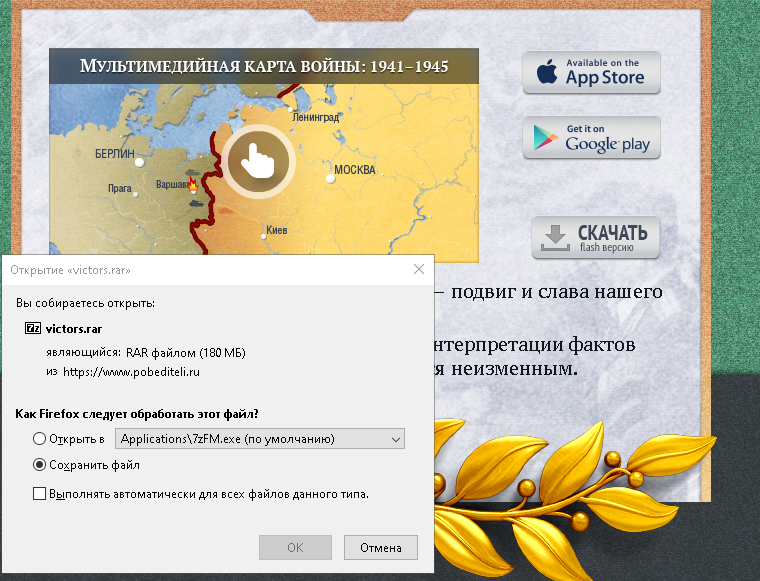 Мультимедийная карта войны: 1941–1945
Available on the
App Store
Ленинград
Get it on
Google play
БЕРЛИН
МОСКВА
Прага
Варшава
Киев
СКАЧАТЬ
flash версию
Открытие «victors.rar»
— подвиг и слава нашего
Вы собираетесь открыть:
7z victors.rar
являющийся: RAR файлом (180 МБ)
нтерпретации фактов
из https://www.pobediteli.ru
я неизменным.
Как Firefox следует обработать этот файл?
Открыть в Applications\7zFM.exe (по умолчанию)
Сохранить файл
Выполнять автоматически для всех файлов данного типа.
ОК
Отмена